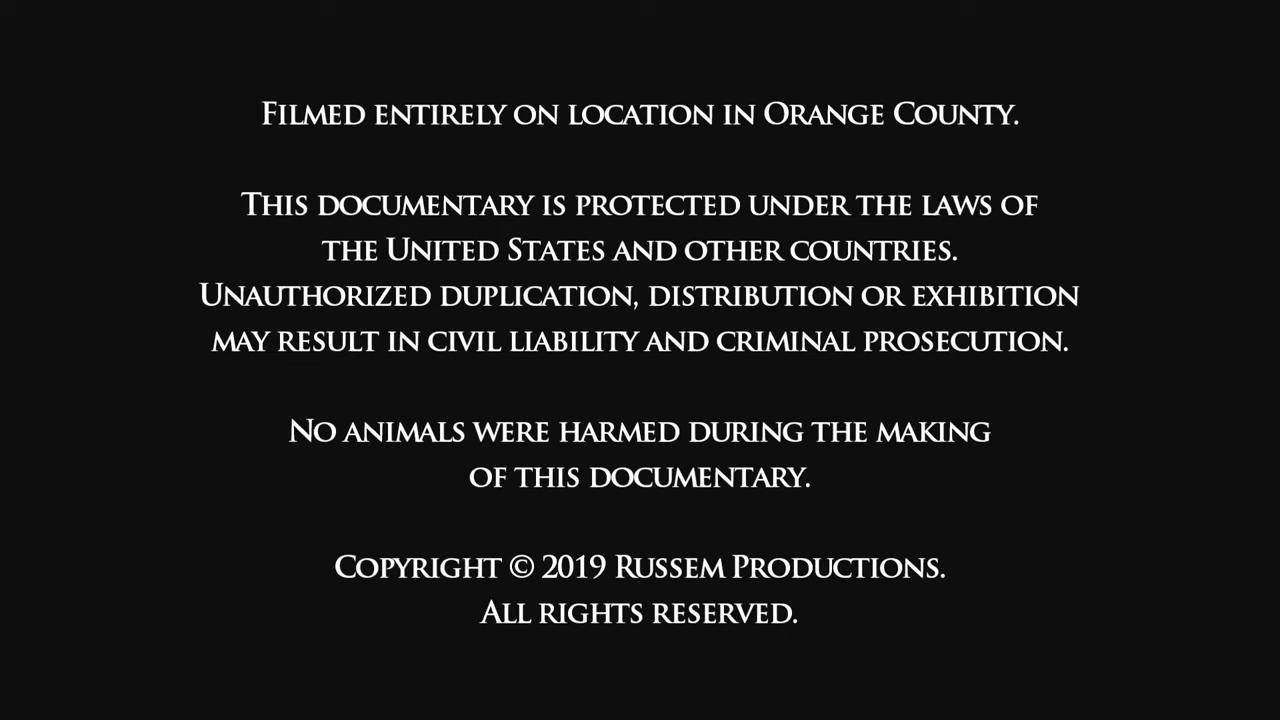 Filmed entirely on location in Orange County.
This documentary is protected under the laws of
the United States and other countries.
Unauthorized duplication, distribution or exhibition
may result in civil liability and criminal prosecution.
No animals were harmed during the making
of this documentary.
Copyright © 2019 Russem Productions.
All rights reserved.